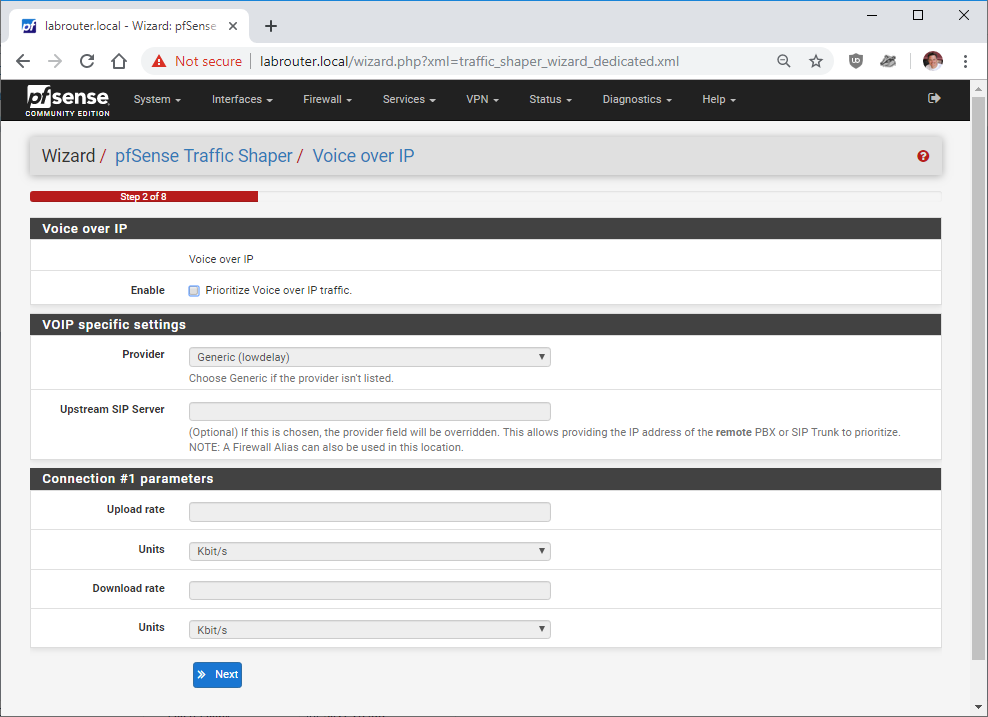 labrouter.local - Wizard: pfSense
Not secure labrouter.local/wizard.php?xml=traffic_shaper_wizard_dedicated.xml
pfsense COMMUNITY EDITION System Interfaces Firewall Services VPN Status Diagnostics Help
Wizard / pfSense Traffic Shaper / Voice over IP
Step 2 of 8
Voice over IP
Voice over IP
Enable Prioritize Voice over IP traffic.
VOIP specific settings
Provider Generic (lowdelay)
Choose Generic if the provider isn't listed.
Upstream SIP Server
(Optional) If this is chosen, the provider field will be overridden. This allows providing the IP address of the remote PBX or SIP Trunk to prioritize.
NOTE: A Firewall Alias can also be used in this location.
Connection #1 parameters
Upload rate
Units Kbit/s
Download rate
Units Kbit/s
Next